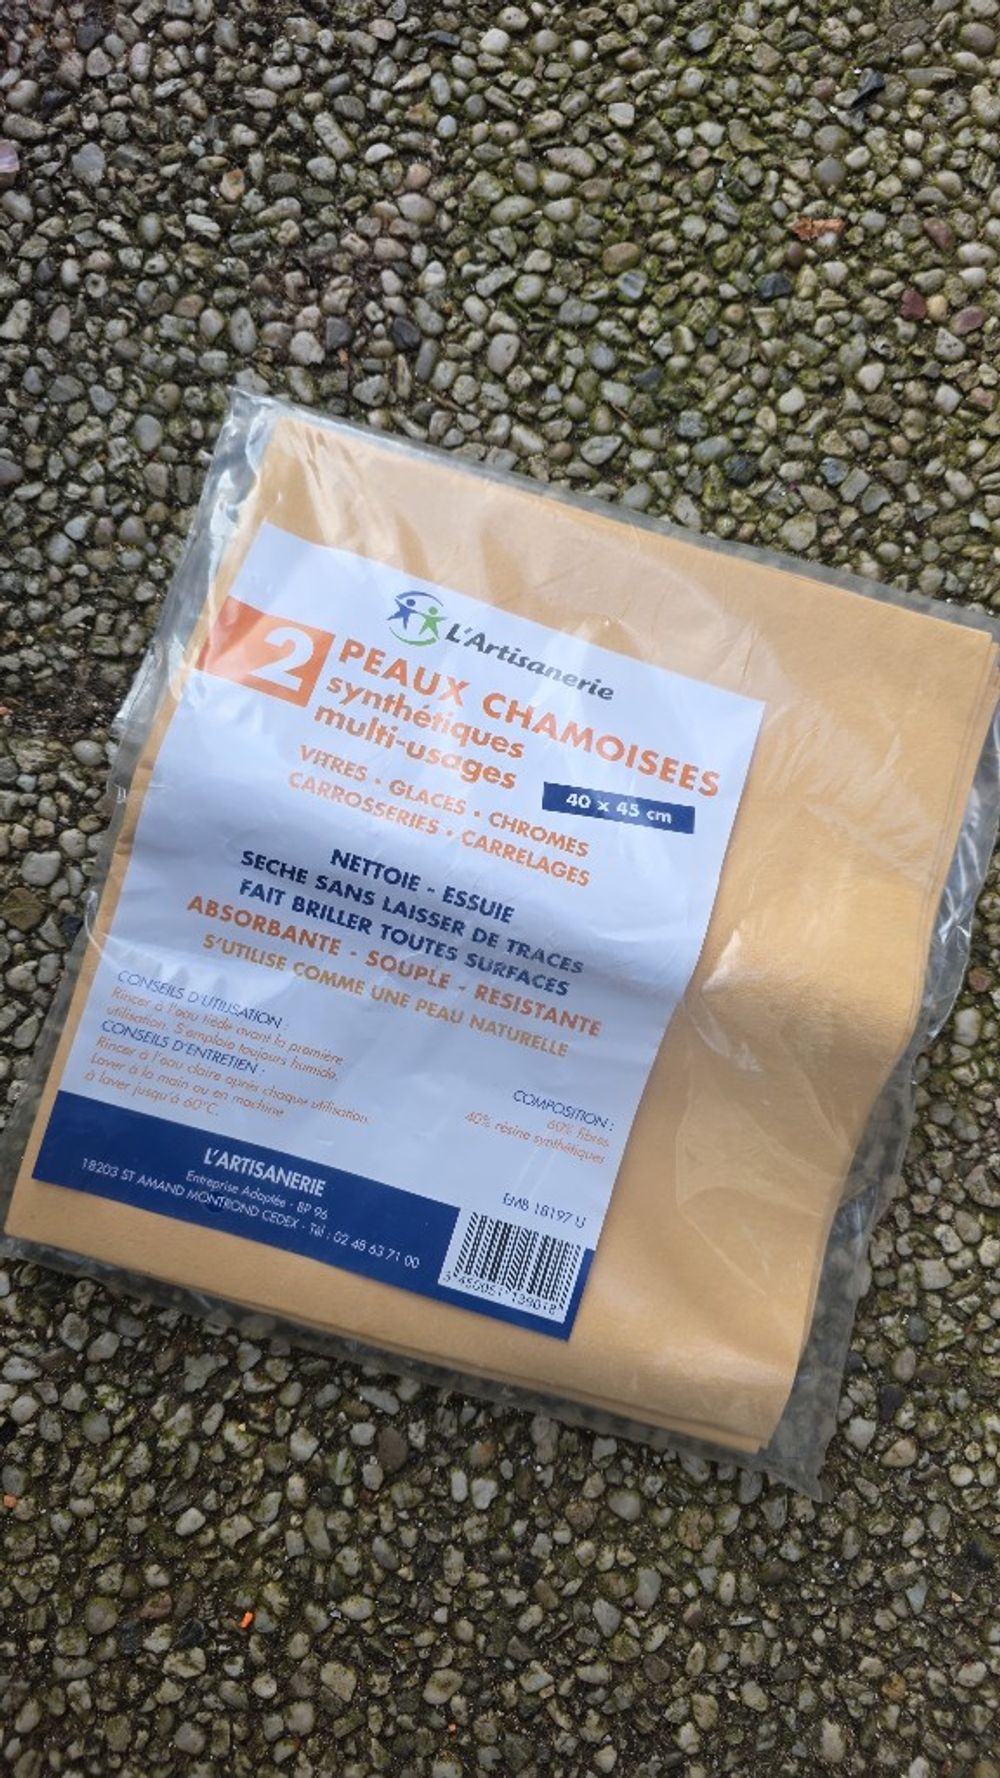 L'Artisanerie
2
PEAUX CHAMOISEES
synthétiques
multi-usages
40 x 45 cm
VITRES • GLACES • CHROMES
CARROSSERIES • CARRELAGES
NETTOIE - ESSUIE
SECHE SANS LAISSER DE TRACES
FAIT BRILLER TOUTES SURFACES
ABSORBANTE - SOUPLE - RESISTANTE
S'UTILISE COMME UNE PEAU NATURELLE
CONSEILS D'UTILISATION :
Rincer à l'eau tiède avant la première
utilisation. S'emploie toujours humide.
CONSEILS D'ENTRETIEN :
Rincer à l'eau claire après chaque utilisation.
Laver à la main ou en machine
à laver jusqu'à 60°C.
COMPOSITION :
60% fibres
40% résine synthétiques
EMB 18197 U
L'ARTISANERIE
Entreprise Adaptée - BP 96
18203 ST AMAND MONTROND CEDEX - Tél : 02 48 63 71 00